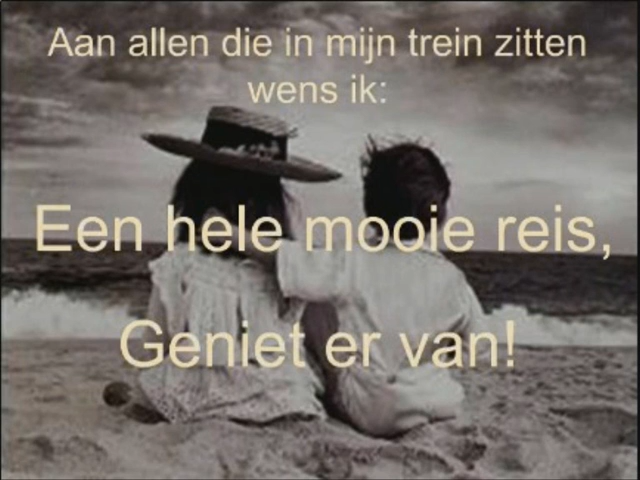 Aan allen die in mijn trein zitten
wens ik:
Een hele mooie reis,
Geniet er van!